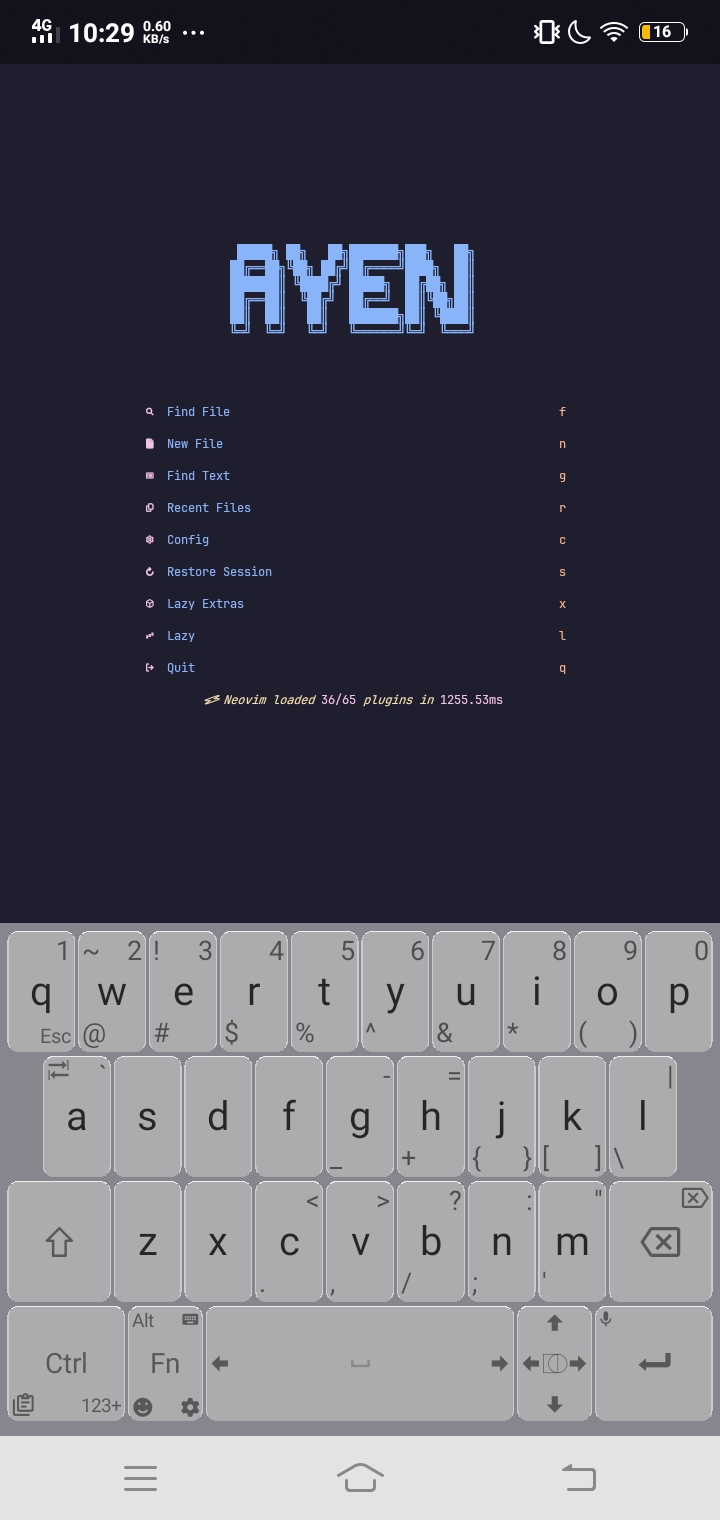 4G 10:29 0.60 KB/s ... 16
AYEN
Find File f
New File n
Find Text g
Recent Files r
Config c
Restore Session s
Lazy Extras x
Lazy l
Quit q
Neovim loaded 36/65 plugins in 1255.53ms
1 ~ 2 ! 3 4 5 6 7 8 9 0
q w e r t y u i o p
Esc @ # $ % ^ & * ( )
` - = |
a s d f g h j k l
_ + { } [ ] \
< > ? : "
z x c v b n m
. , / ; '
Alt
Ctrl Fn
123+